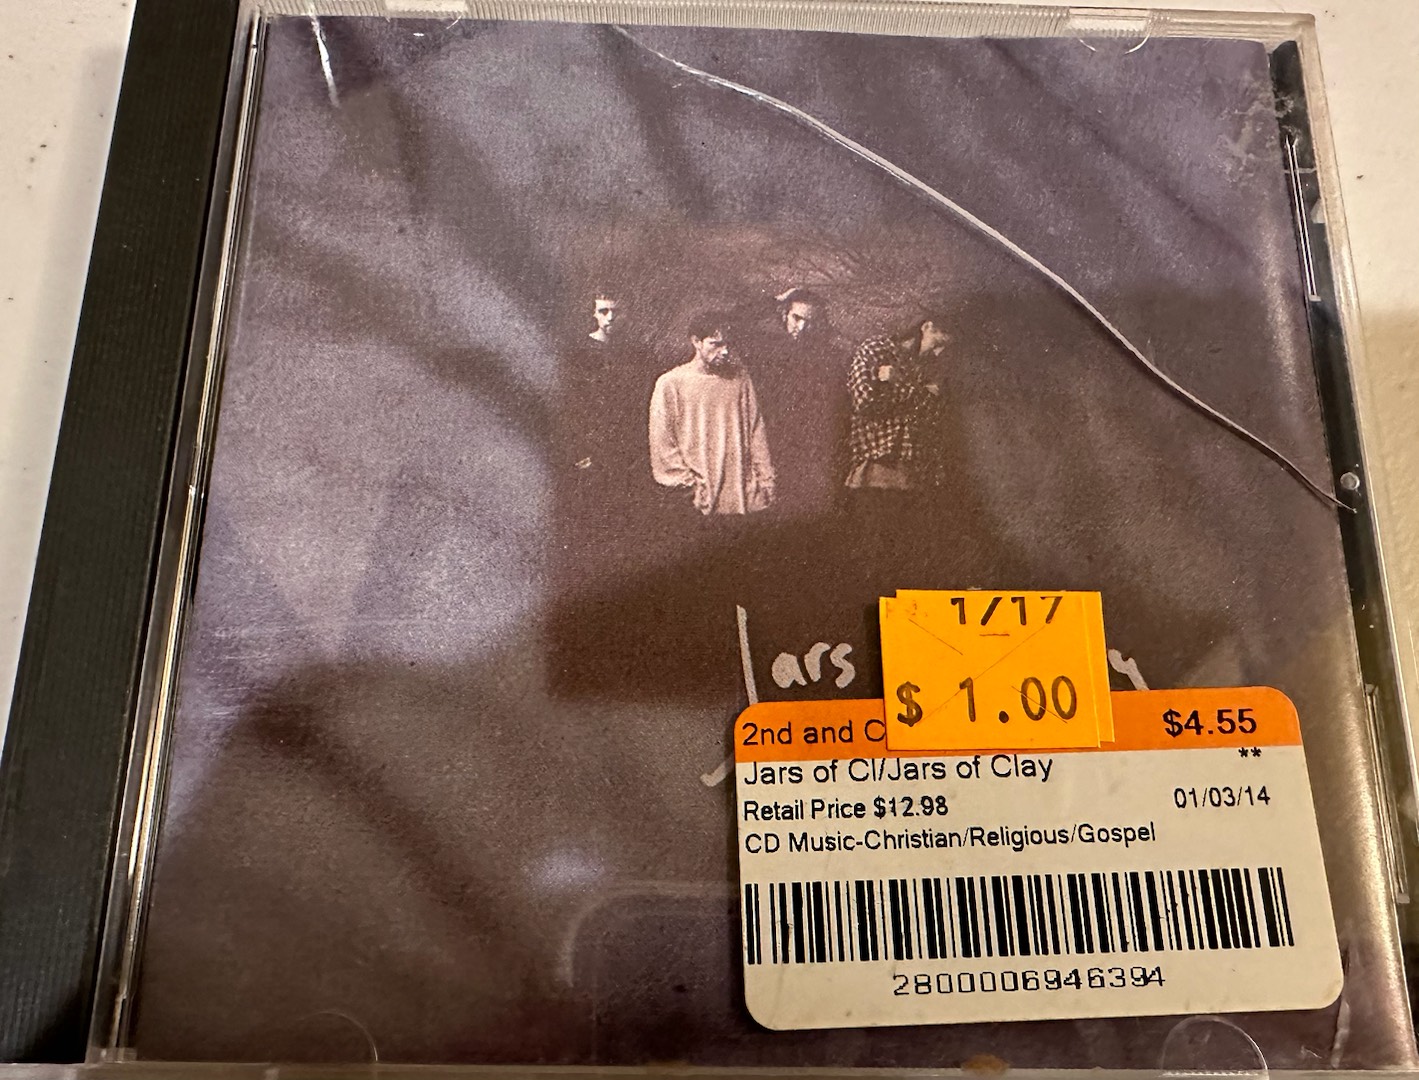 Jars
1/17
$ 1.00
2nd and C $4.55
Jars of Cl/Jars of Clay **
Retail Price $12.98 01/03/14
CD Music-Christian/Religious/Gospel
2800006946394